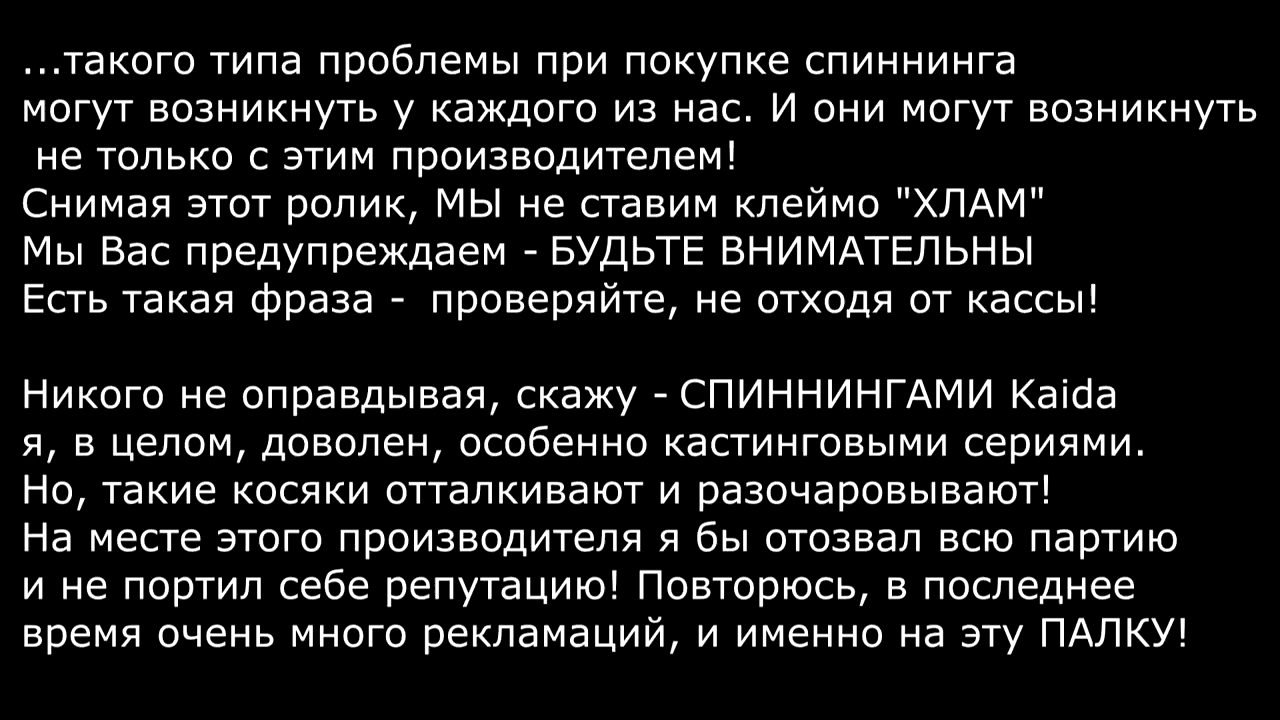 ...такого типа проблемы при покупке спиннинга
могут возникнуть у каждого из нас. И они могут возникнуть
не только с этим производителем!
Снимая этот ролик, МЫ не ставим клеймо "ХЛАМ"
Мы Вас предупреждаем - БУДЬТЕ ВНИМАТЕЛЬНЫ
Есть такая фраза -  проверяйте, не отходя от кассы!
Никого не оправдывая, скажу - СПИННИНГАМИ Kaida
я, в целом, доволен, особенно кастинговыми сериями.
Но, такие косяки отталкивают и разочаровывают!
На месте этого производителя я бы отозвал всю партию
и не портил себе репутацию! Повторюсь, в последнее
время очень много рекламаций, и именно на эту ПАЛКУ!